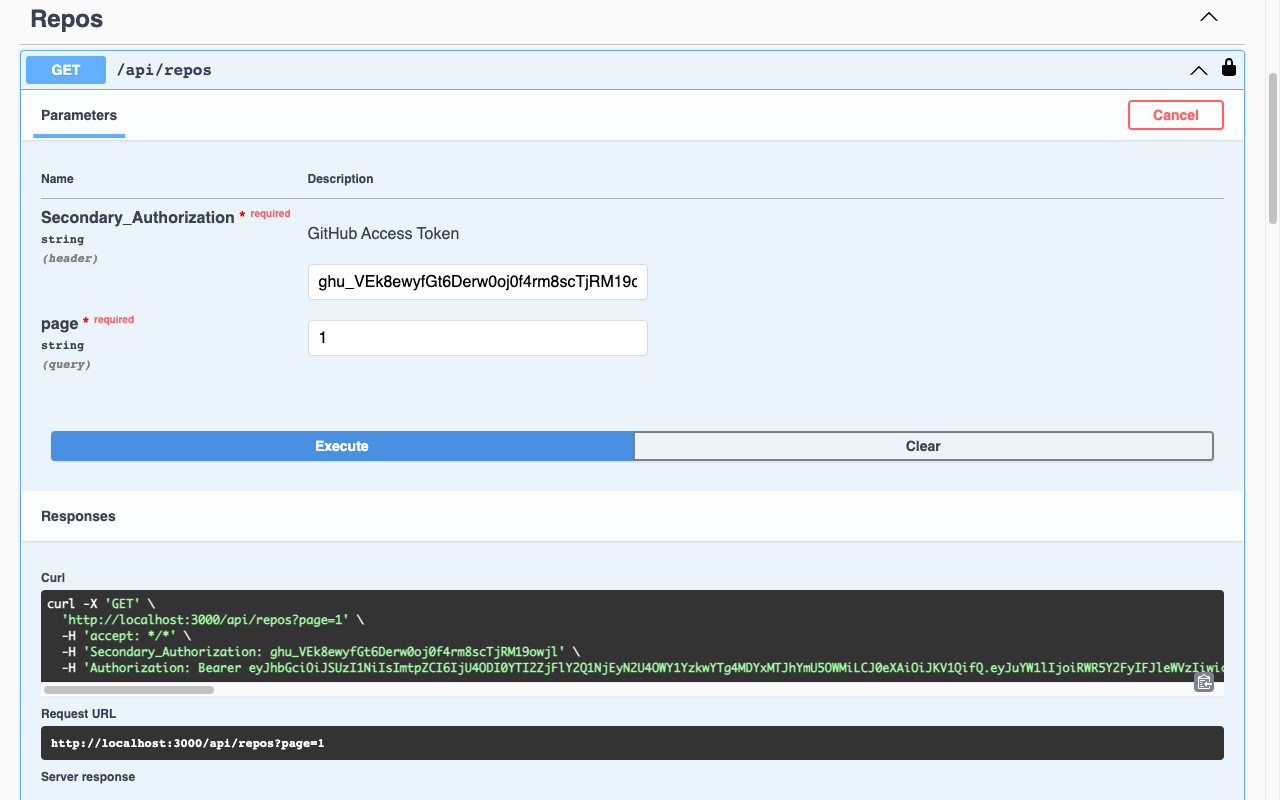 Repos
GET /api/repos
Parameters
Cancel
Name Description
Secondary_Authorization * required
string
(header)
GitHub Access Token
ghu_VEk8ewyfGt6Derw0oj0f4rm8scTjRM19o
page * required
string
(query)
1
Execute Clear
Responses
Curl
curl -X 'GET' \
'http://localhost:3000/api/repos?page=1' \
-H 'accept: */*' \
-H 'Secondary_Authorization: ghu_VEk8ewyfGt6Derw0oj0f4rm8scTjRM19owjl' \
-H 'Authorization: Bearer eyJhbGciOiJSUzI1NiIsImtpZCI6IjU4ODI0YTI2ZjFlY2Q1NjEyN2U4OWY1YzkwYTg4MDYxMTJhYmU5OWMiLCJ0eXAiOiJKV1QifQ.eyJuYW1lIjoiRWR5Y2FyIFJleWVzIiwic
Request URL
http://localhost:3000/api/repos?page=1
Server response